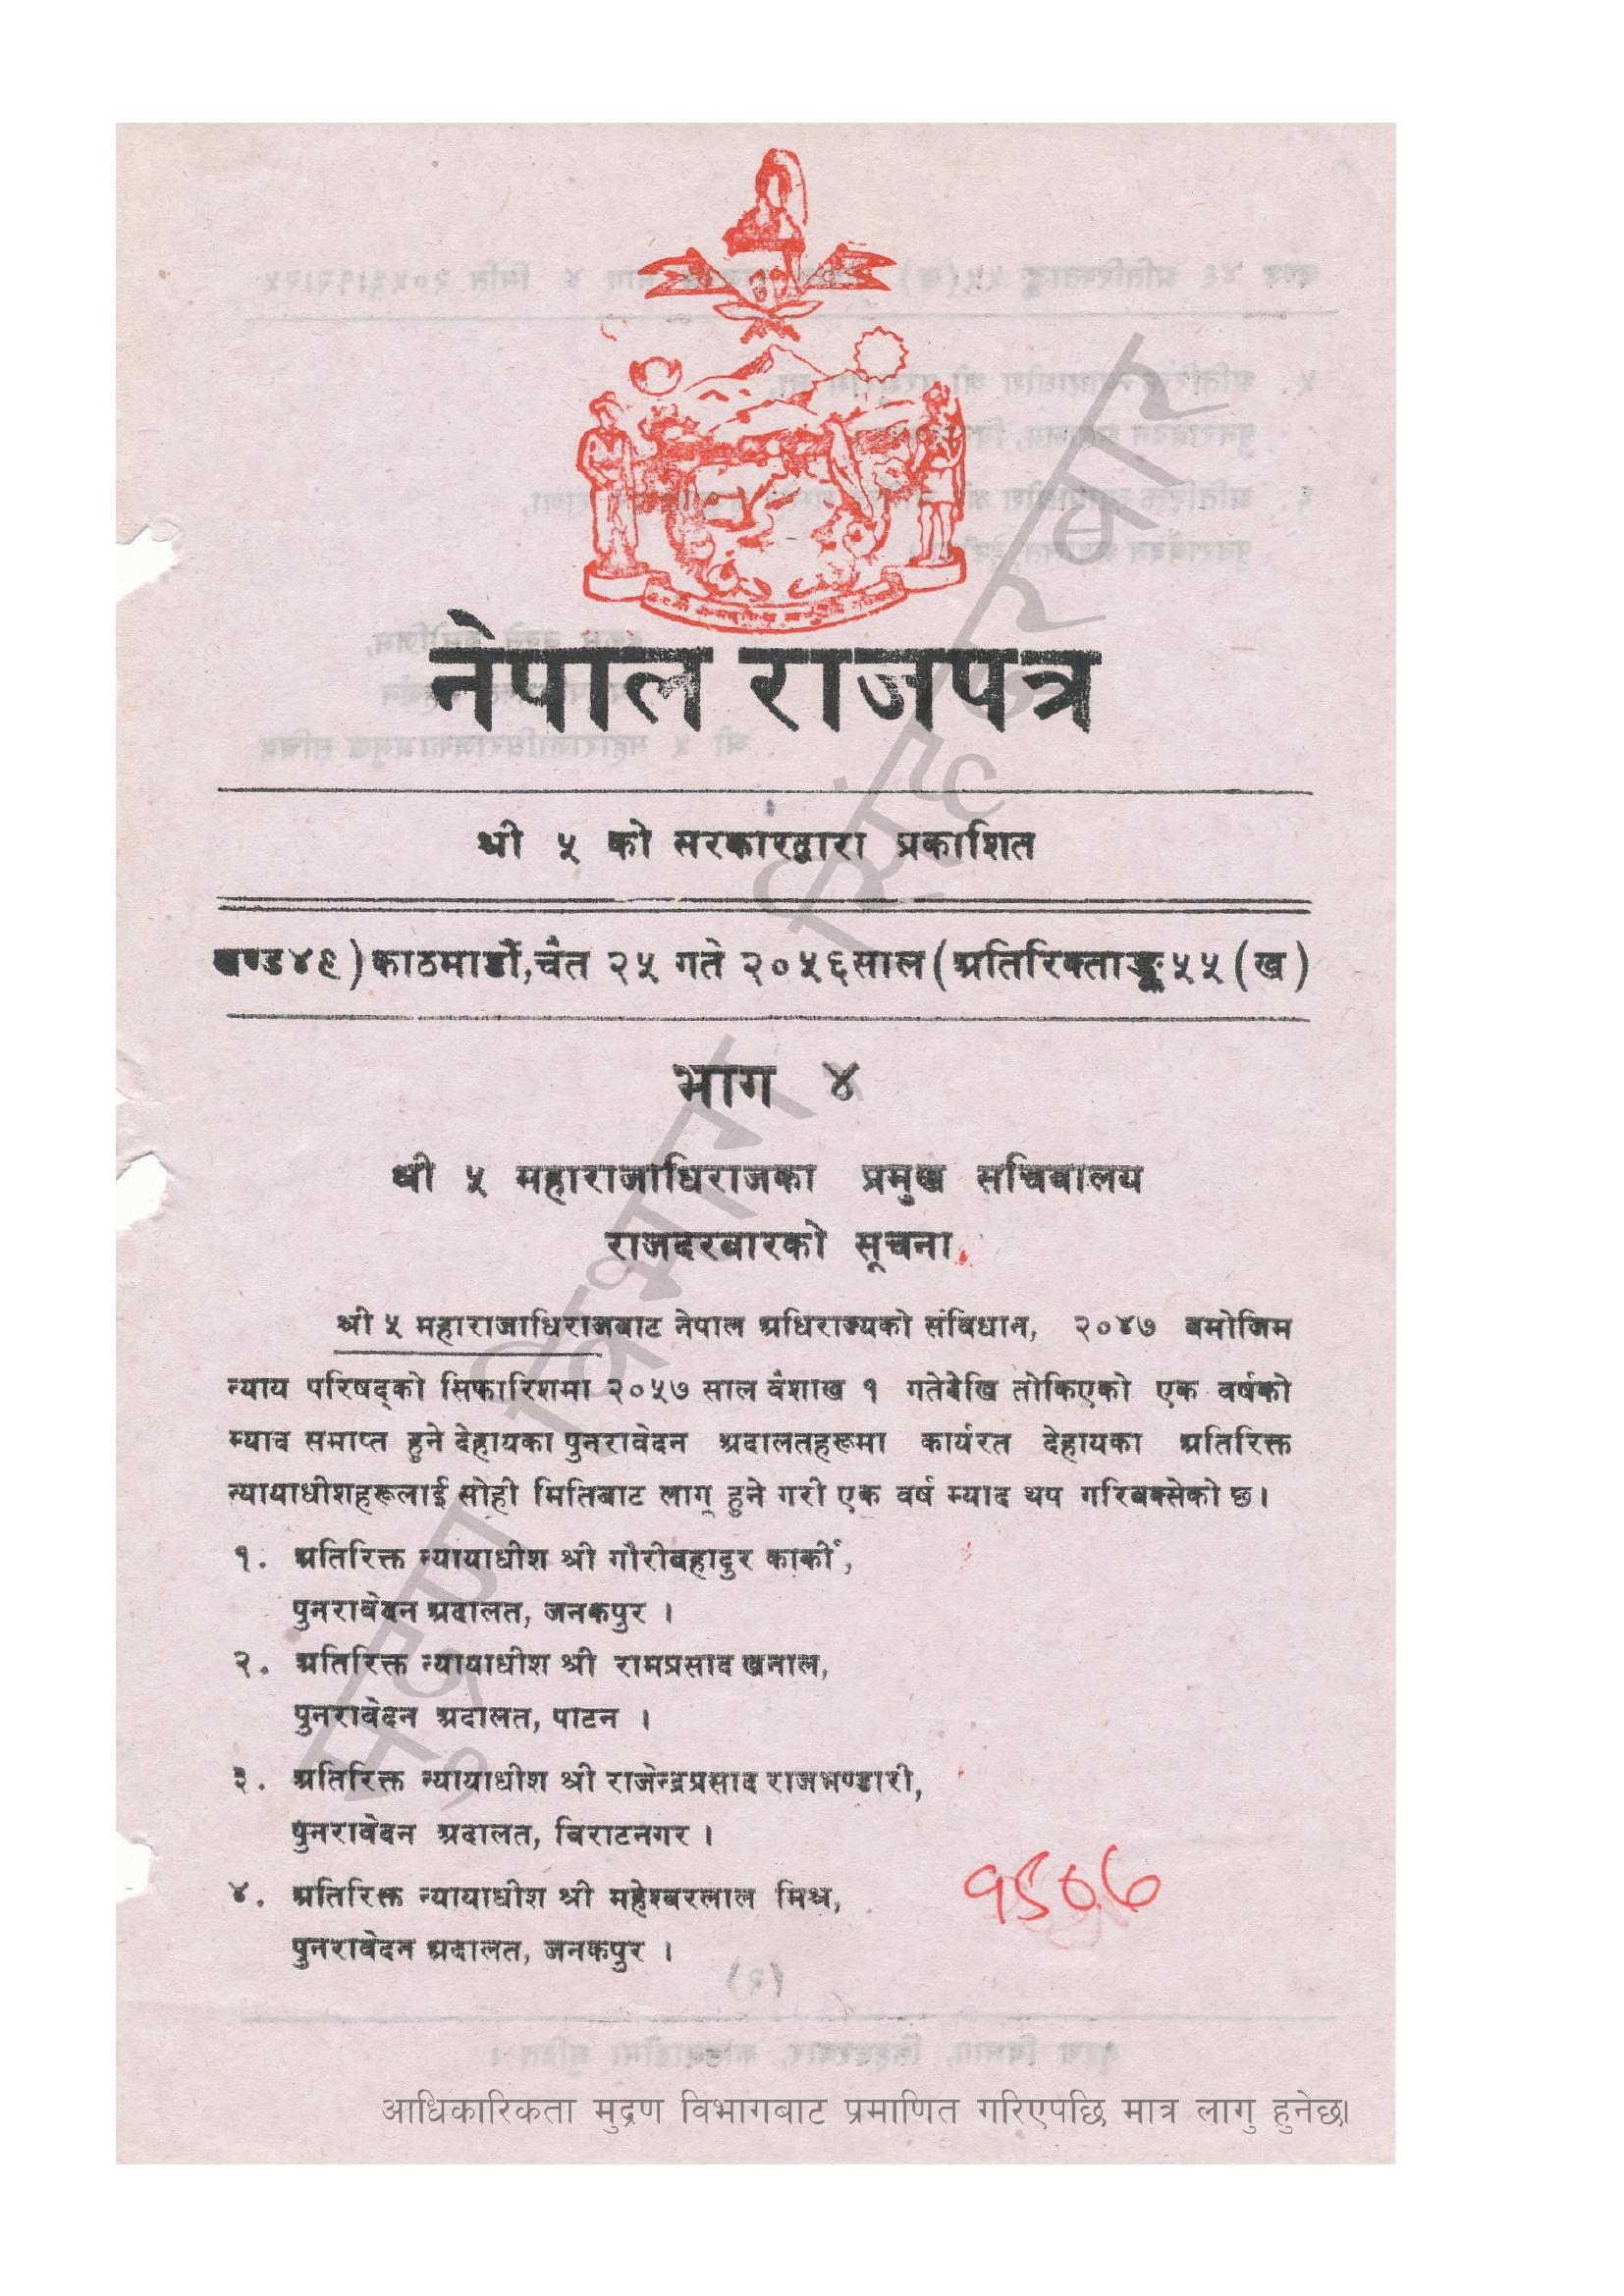 नेपाल राजपत्र
श्री ५ को सरकारद्वारा प्रकाशित
खण्ड४९) काठमाडौं, चैत २५ गते २०५६साल (अतिरिक्ताङ्क५५ (ख)
भाग ४
श्री ५ महाराजाधिराजका प्रमुख सचिवालय
राजदरबारको सूचना
श्री ५ महाराजाधिराजबाट नेपाल अधिराज्यको संविधान, २०४७ बमोजिम
न्याय परिषद्को सिफारिशमा २०५७ साल वैशाख १ गतेदेखि तोकिएको एक वर्षको
म्याद समाप्त हुने देहायका पुनरावेदन अदालतहरूमा कार्यरत देहायका अतिरिक्त
न्यायाधीशहरूलाई सोही मितिबाट लागू हुने गरी एक वर्ष म्याद थप गरिबक्सेको छ।
१. अतिरिक्त न्यायाधीश श्री गौरीबहादुर कार्की,
पुनरावेदन अदालत, जनकपुर ।
२. अतिरिक्त न्यायाधीश श्री रामप्रसाद खनाल,
पुनरावेदन अदालत, पाटन ।
३. अतिरिक्त न्यायाधीश श्री राजेन्द्रप्रसाद राजभण्डारी,
पुनरावेदन अदालत, बिराटनगर ।
४. अतिरिक्त न्यायाधीश श्री महेश्वरलाल मिश्र,
पुनरावेदन अदालत, जनकपुर ।
मुद्रण विभाग, सिंहदरबार
आधिकारिकता मुद्रण विभागबाट प्रमाणित गरिएपछि मात्र लागु हुनेछ।